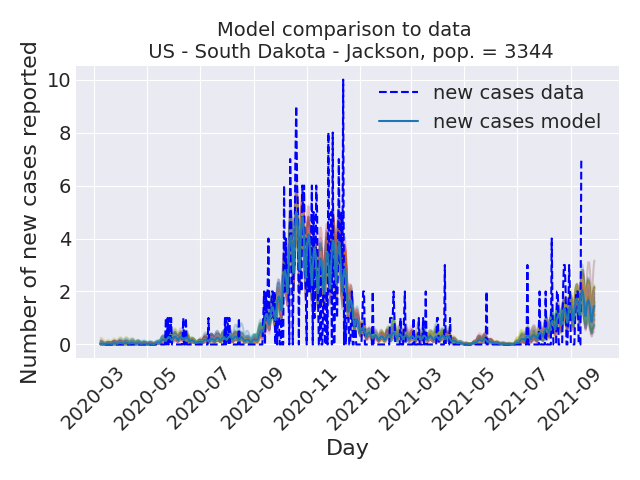 Model comparison to data
US - South Dakota - Jackson, pop. = 3344
Number of new cases reported
10
8
6
4
2
0
new cases data
new cases model
2020-03
2020-05
2020-07
2020-09
2020-11
2021-01
2021-03
2021-05
2021-07
2021-09
Day